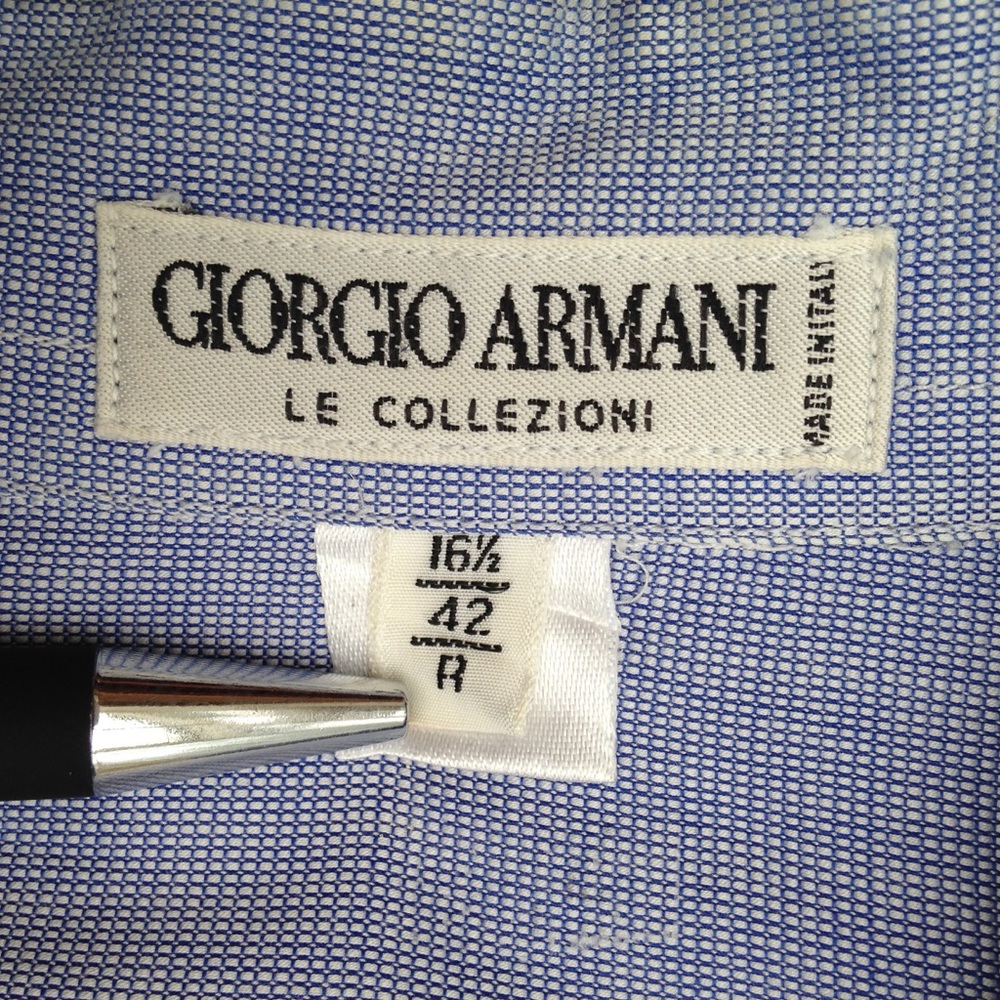 GIORGIO ARMANI
LE COLLEZIONI
MADE IN ITALY
16½
42
R